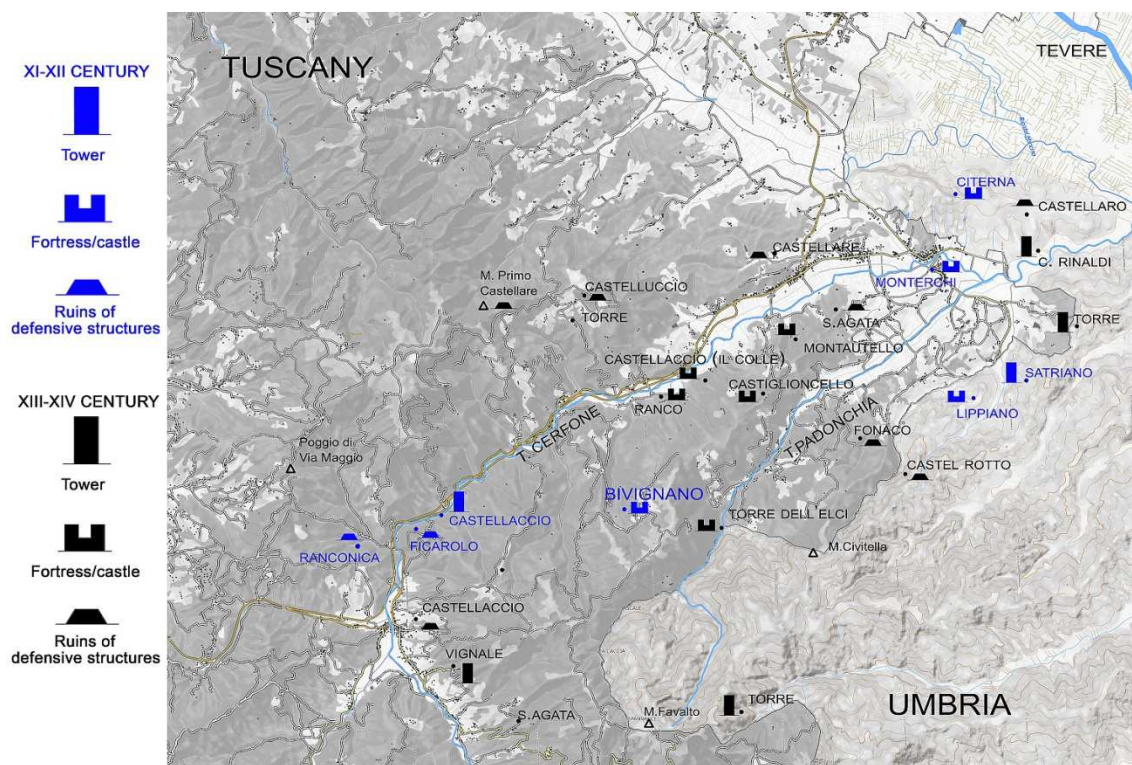 XI-XII CENTURY
Tower
Fortress/castle
Ruins of
defensive structures
XIII-XIV CENTURY
Tower
Fortress/castle
Ruins of
defensive structures
TUSCANY
TEVERE
CITERNA
CASTELLARO
CASTELLARE
C. RINALDI
MONTERCHI
M. Primo
Castellare
CASTELLUCCIO
TORRE
S.AGATA
TORRE
MONTAUTELLO
CASTELLACCIO (IL COLLE)
SATRIANO
CASTIGLIONCELLO
RANCO
LIPPIANO
T. CERFONE
T.PADONCHIA
FONACO
Poggio di
Via Maggio
CASTEL ROTTO
BIVIGNANO
CASTELLACCIO
TORRE DELL'ELCI
FICAROLO
RANCONICA
M.Civitella
CASTELLACCIO
VIGNALE
TORRE
M.Favalto
S.AGATA
UMBRIA